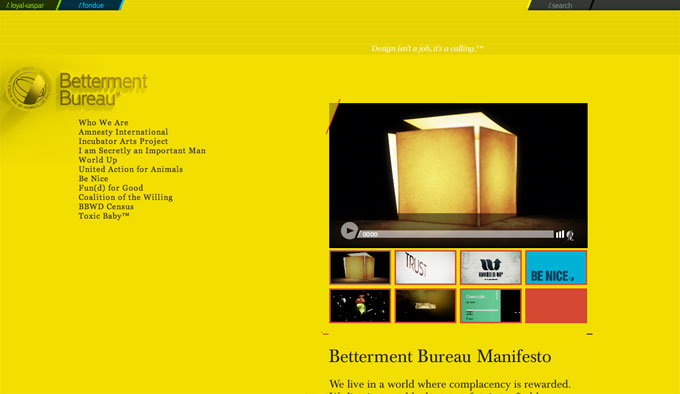 /. loyalkaspar
/. fondue
/.search
Design isn't a job, it's a calling.™
Betterment
Bureau
Who We Are
Amnesty International
Incubator Arts Project
I am Secretly an Important Man
World Up
United Action for Animals
Be Nice
Fun(d) for Good
Coalition of the Willing
BBWD Census
Toxic Baby™
00:00
TRUST
WORLD UP
BE NICE,
Betterment Bureau Manifesto
We live in a world where complacency is rewarded.